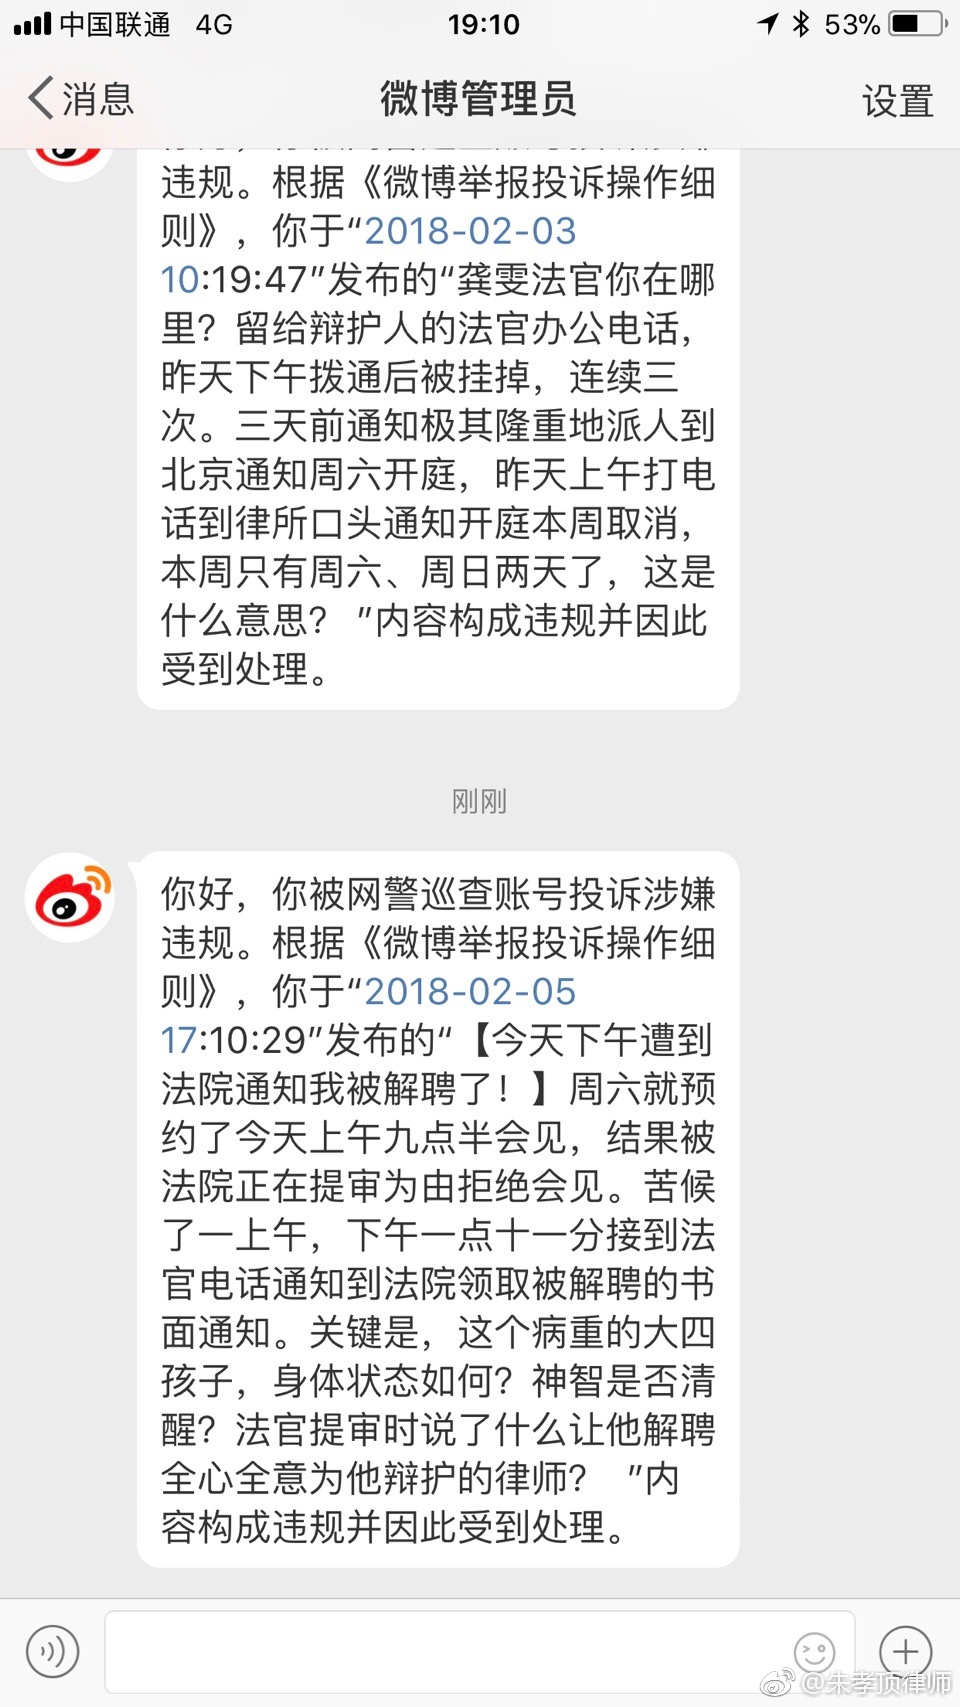 中国联通 4G 19:10 53%
消息 微博管理员 设置
违规。根据《微博举报投诉操作细
则》，你于“2018-02-03
10:19:47”发布的“龚雯法官你在哪
里？留给辩护人的法官办公电话，
昨天下午拨通后被挂掉，连续三
次。三天前通知极其隆重地派人到
北京通知周六开庭，昨天上午打电
话到律所口头通知开庭本周取消，
本周只有周六、周日两天了，这是
什么意思？ ”内容构成违规并因此
受到处理。
刚刚
你好，你被网警巡查账号投诉涉嫌
违规。根据《微博举报投诉操作细
则》，你于“2018-02-05
17:10:29”发布的“【今天下午遭到
法院通知我被解聘了！】周六就预
约了今天上午九点半会见，结果被
法院正在提审为由拒绝会见。苦候
了一上午，下午一点十一分接到法
官电话通知到法院领取被解聘的书
面通知。关键是，这个病重的大四
孩子，身体状态如何？神智是否清
醒？法官提审时说了什么让他解聘
全心全意为他辩护的律师？ ”内
容构成违规并因此受到处理。
@朱孝顶律师